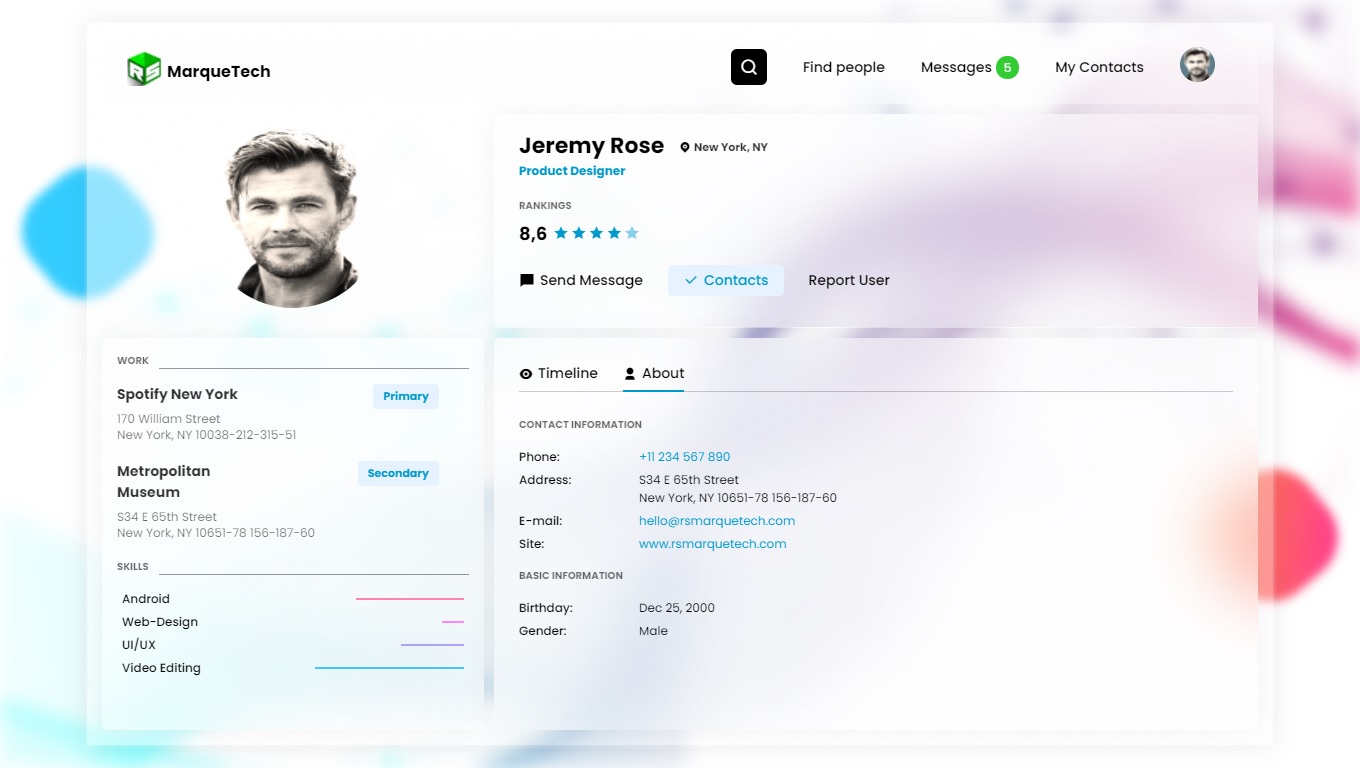 RS MarqueTech
Find people
Messages 5
My Contacts
Jeremy Rose New York, NY
Product Designer
RANKINGS
8,6
Send Message
Contacts
Report User
WORK
Spotify New York Primary
170 William Street
New York, NY 10038-212-315-51
Metropolitan Secondary
Museum
S34 E 65th Street
New York, NY 10651-78 156-187-60
SKILLS
Android
Web-Design
UI/UX
Video Editing
Timeline
About
CONTACT INFORMATION
Phone: +11 234 567 890
Address: S34 E 65th Street
New York, NY 10651-78 156-187-60
E-mail: hello@rsmarquetech.com
Site: www.rsmarquetech.com
BASIC INFORMATION
Birthday: Dec 25, 2000
Gender: Male